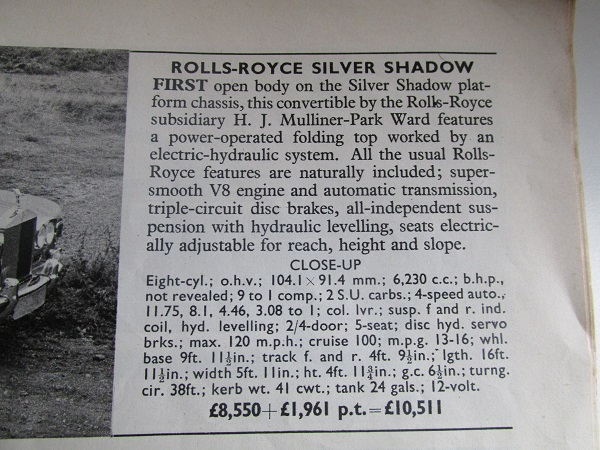 ROLLS-ROYCE SILVER SHADOW
FIRST open body on the Silver Shadow plat-
form chassis, this convertible by the Rolls-Royce
subsidiary H. J. Mulliner-Park Ward features
a power-operated folding top worked by an
electric-hydraulic system. All the usual Rolls-
Royce features are naturally included; super-
smooth V8 engine and automatic transmission,
triple-circuit disc brakes, all-independent sus-
pension with hydraulic levelling, seats electric-
ally adjustable for reach, height and slope.
CLOSE-UP
Eight-cyl.; o.h.v.; 104.1 × 91.4 mm.; 6,230 c.c.; b.h.p.,
not revealed; 9 to 1 comp.; 2 S.U. carbs.; 4-speed auto.,
11.75, 8.1, 4.46, 3.08 to 1; col. lvr.; susp. f and r. ind.
coil, hyd. levelling; 2/4-door; 5-seat; disc hyd. servo
brks.; max. 120 m.p.h.; cruise 100; m.p.g. 13-16; whl.
base 9ft. 11½in.; track f. and r. 4ft. 9½in.; lgth. 16ft.
11½in.; width 5ft. 11in.; ht. 4ft. 11¾in.; g.c. 6½in.; turng.
cir. 38ft.; kerb wt. 41 cwt.; tank 24 gals.; 12-volt.
£8,550 + £1,961 p.t. = £10,511